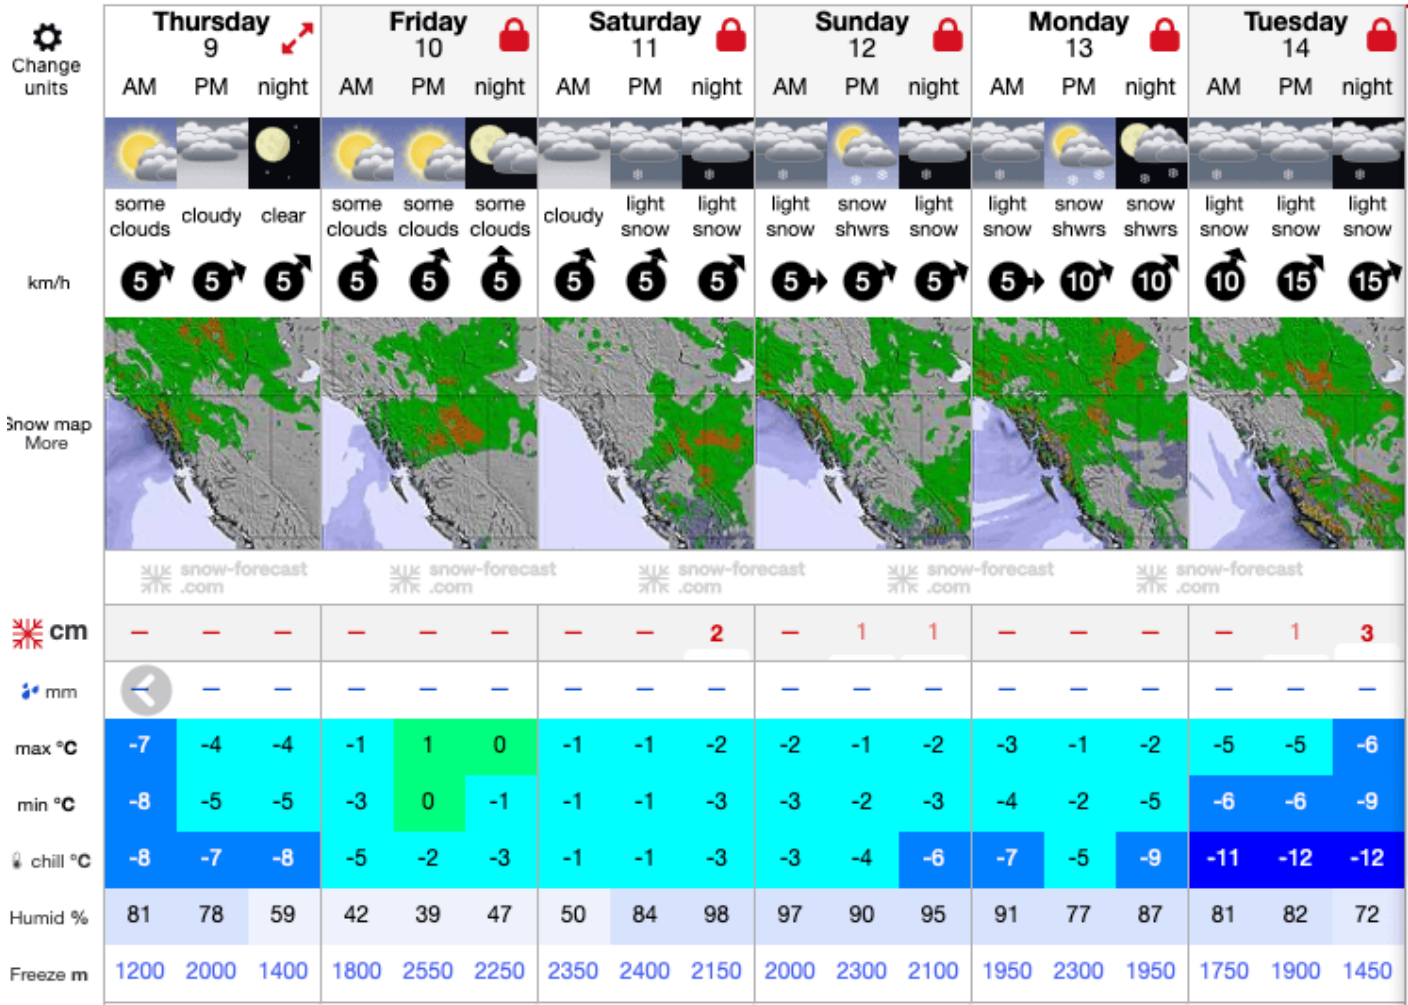 Thursday Friday Saturday Sunday Monday Tuesday
9 10 11 12 13 14
Change
units
AM PM night AM PM night AM PM night AM PM night AM PM night AM PM night
some clouds cloudy clear some clouds some clouds some clouds cloudy light snow light snow light snow snow shwrs light snow light snow snow shwrs snow shwrs light snow light snow light snow
km/h 5 5 5 5 5 5 5 5 5 5 5 5 5 10 10 10 15 15
Snow map
More
snow-forecast .com snow-forecast .com snow-forecast .com snow-forecast .com snow-forecast .com
cm — — — — — — — — 2 — 1 1 — — — — 1 3
mm — — — — — — — — — — — — — — — — — —
max °C -7 -4 -4 -1 1 0 -1 -1 -2 -2 -1 -2 -3 -1 -2 -5 -5 -6
min °C -8 -5 -5 -3 0 -1 -1 -1 -3 -3 -2 -3 -4 -2 -5 -6 -6 -9
chill °C -8 -7 -8 -5 -2 -3 -1 -1 -3 -3 -4 -6 -7 -5 -9 -11 -12 -12
Humid % 81 78 59 42 39 47 50 84 98 97 90 95 91 77 87 81 82 72
Freeze m 1200 2000 1400 1800 2550 2250 2350 2400 2150 2000 2300 2100 1950 2300 1950 1750 1900 1450